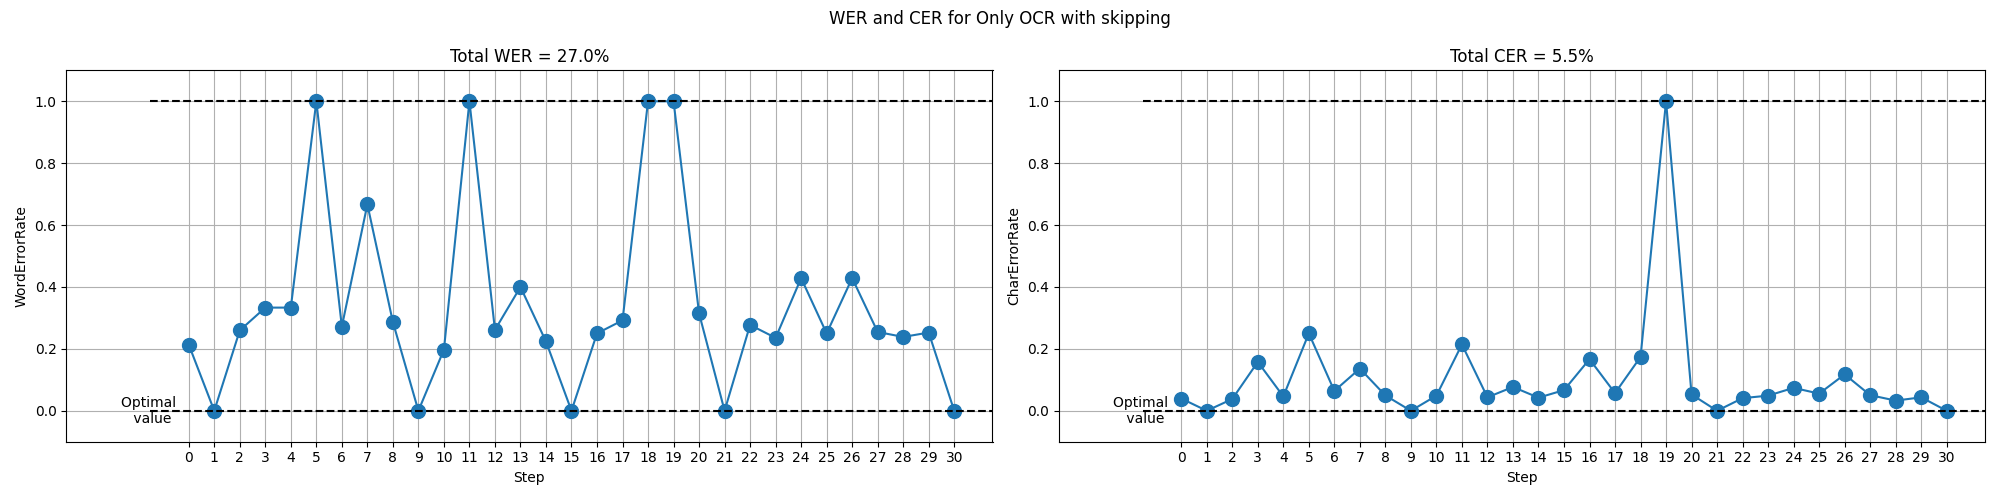 WER and CER for Only OCR with skipping
Total WER = 27.0%
WordErrorRate
1.0
0.8
0.6
0.4
0.2
0.0
Optimal
value
0 1 2 3 4 5 6 7 8 9 10 11 12 13 14 15 16 17 18 19 20 21 22 23 24 25 26 27 28 29 30
Step
Total CER = 5.5%
CharErrorRate
1.0
0.8
0.6
0.4
0.2
0.0
Optimal
value
0 1 2 3 4 5 6 7 8 9 10 11 12 13 14 15 16 17 18 19 20 21 22 23 24 25 26 27 28 29 30
Step